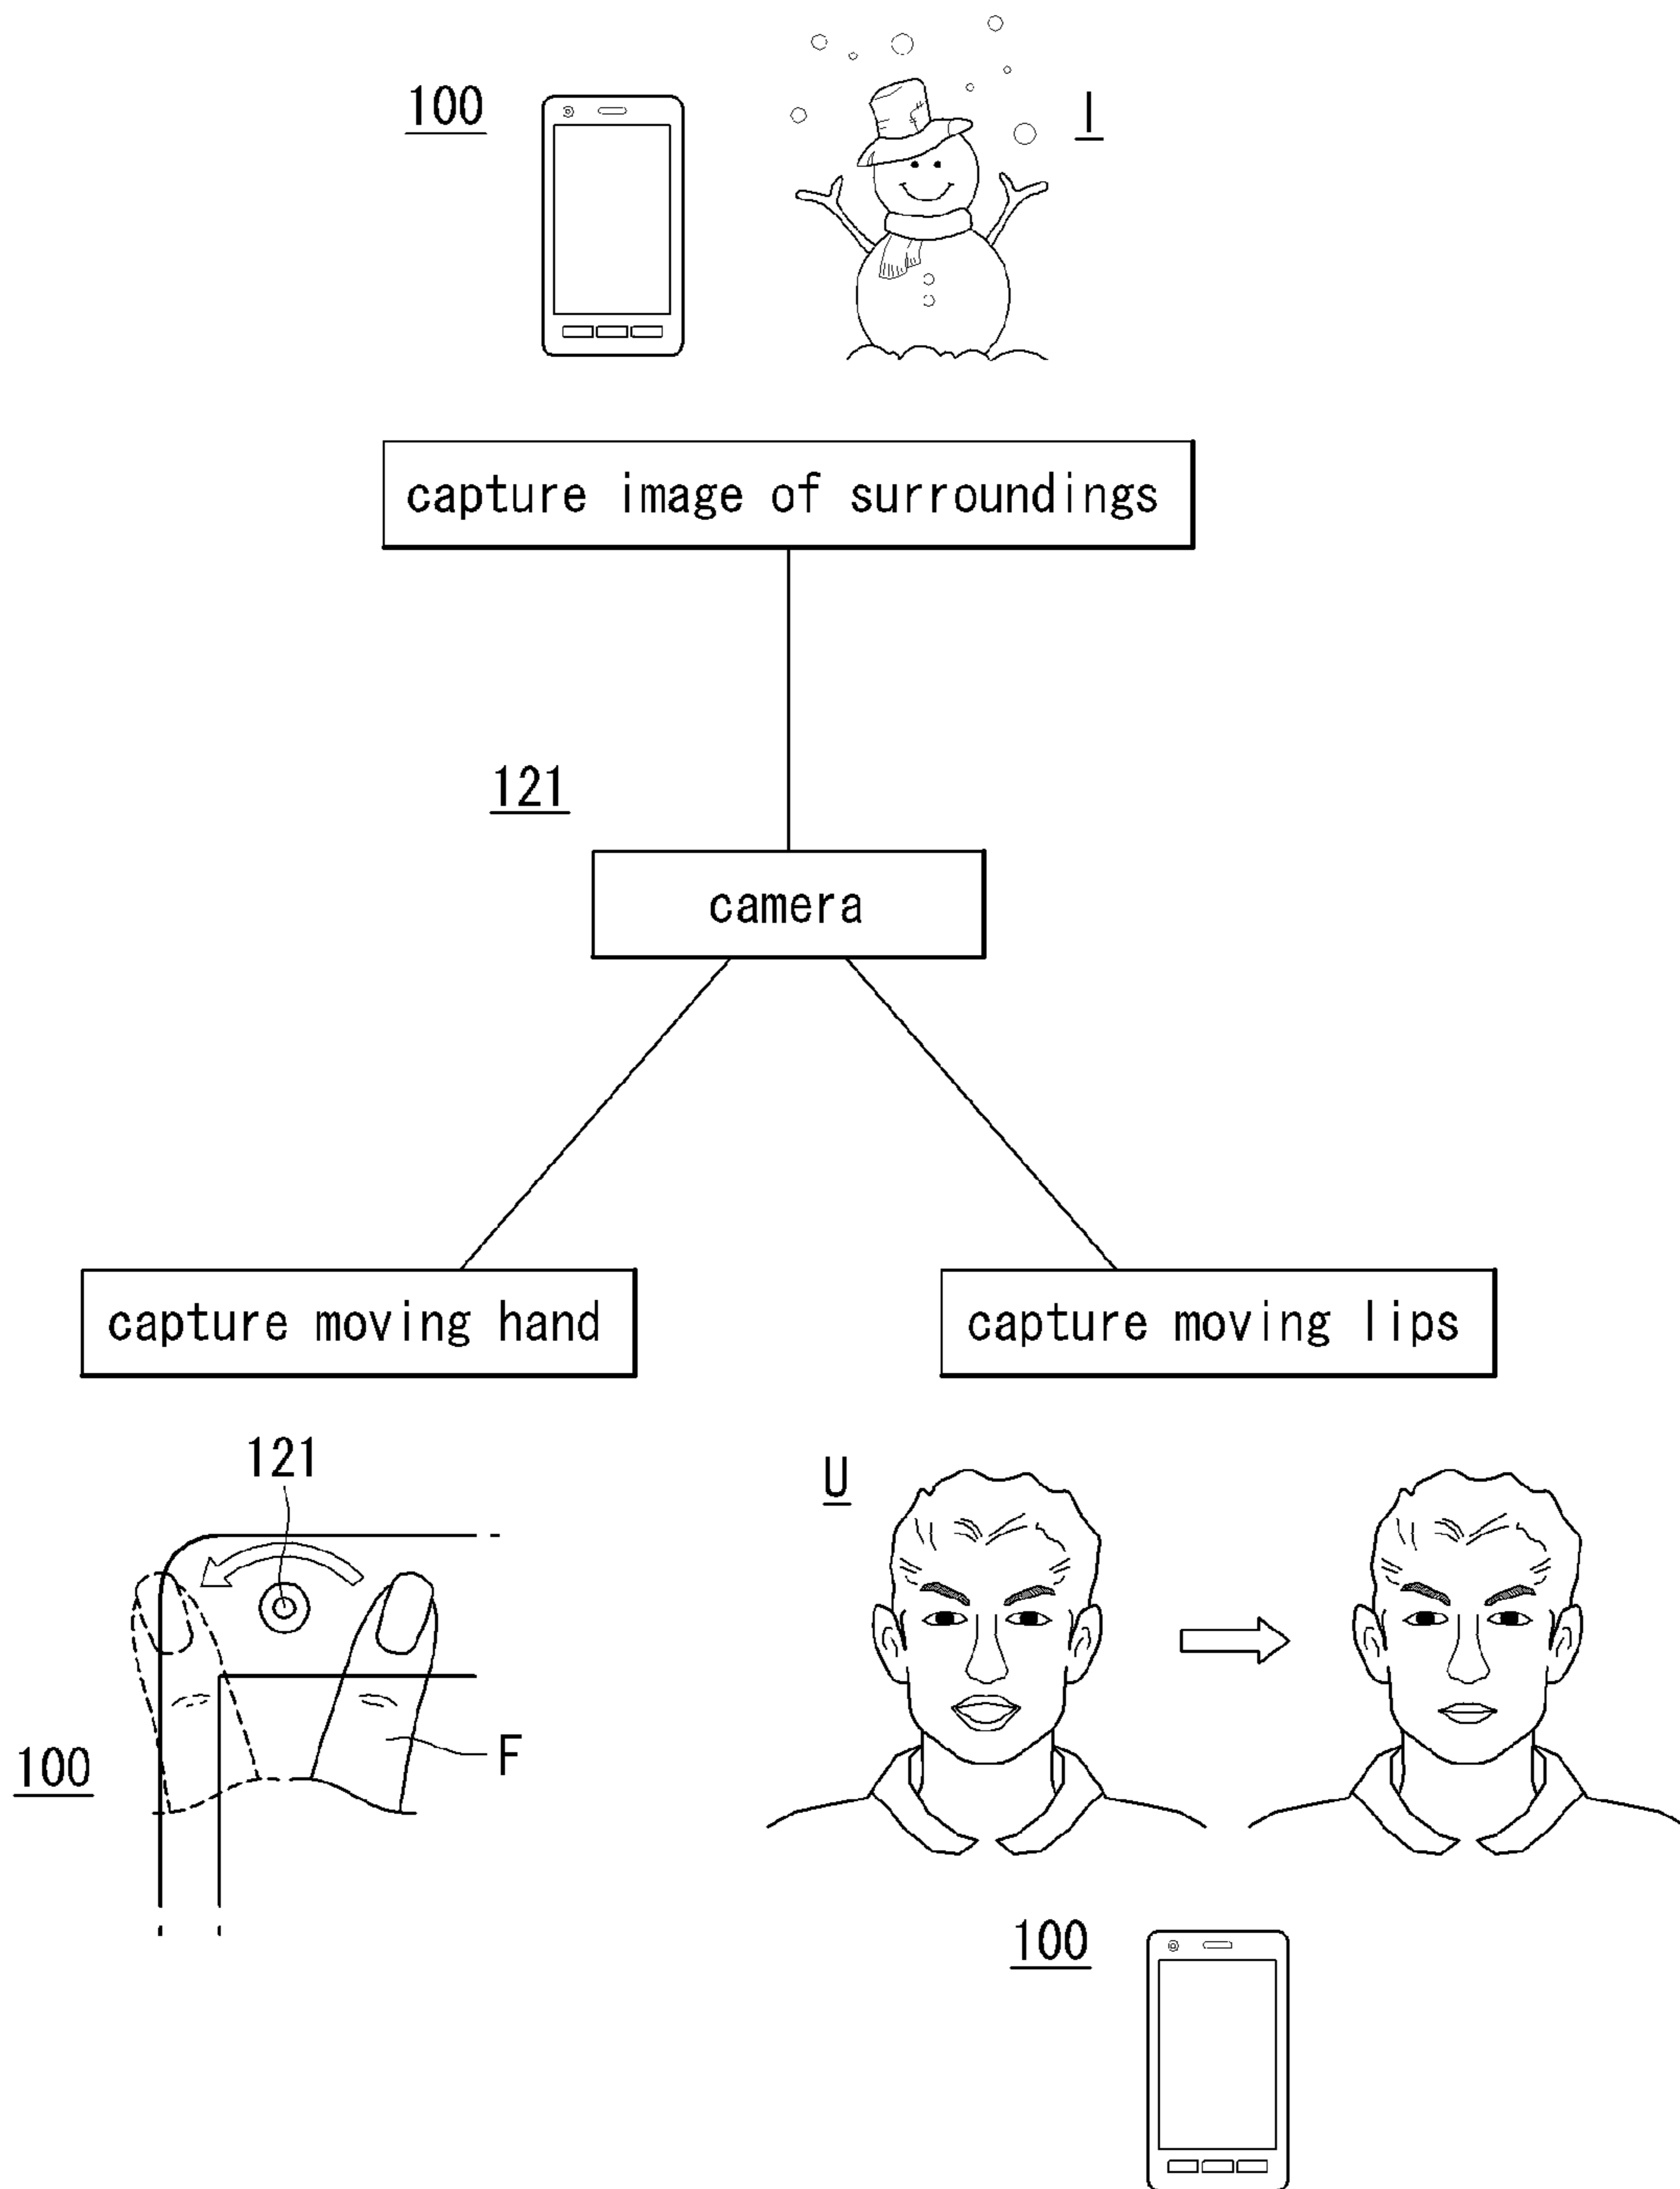 100
I
capture image of surroundings
121
camera
capture moving hand
capture moving lips
121
U
F
100
100